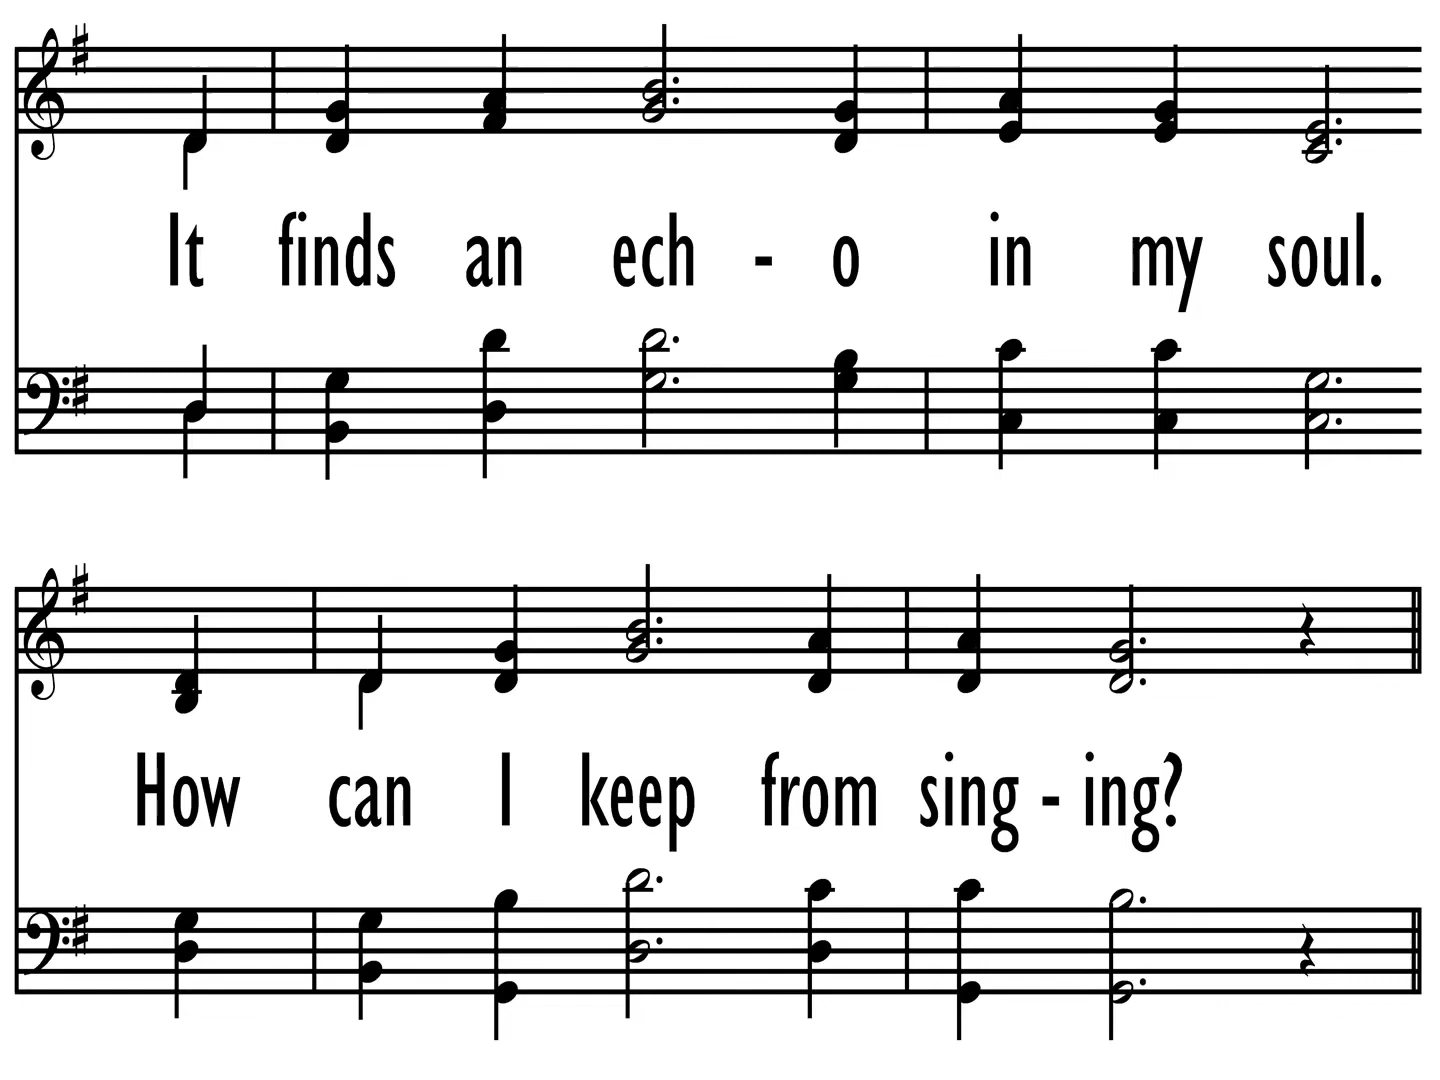 It finds an ech - o in my soul.
How can I keep from sing - ing?